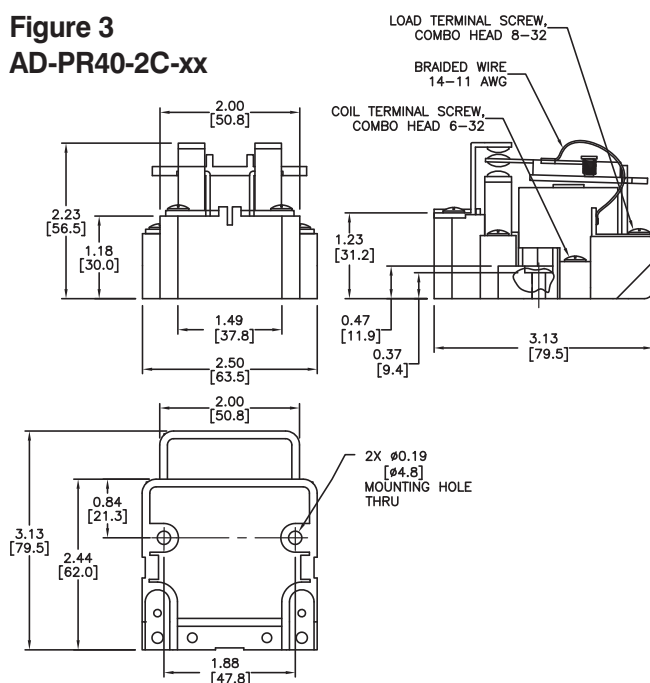 Figure 3
AD-PR40-2C-xx
LOAD TERMINAL SCREW,
COMBO HEAD 8-32
BRAIDED WIRE
14-11 AWG
COIL TERMINAL SCREW,
COMBO HEAD 6-32
2.00
[50.8]
2.23
[56.5]
1.18
[30.0]
1.49
[37.8]
2.50
[63.5]
1.23
[31.2]
0.47
[11.9]
0.37
[9.4]
3.13
[79.5]
2.00
[50.8]
2X ø0.19
[ø4.8]
MOUNTING HOLE
THRU
0.84
[21.3]
3.13
[79.5]
2.44
[62.0]
1.88
[47.8]